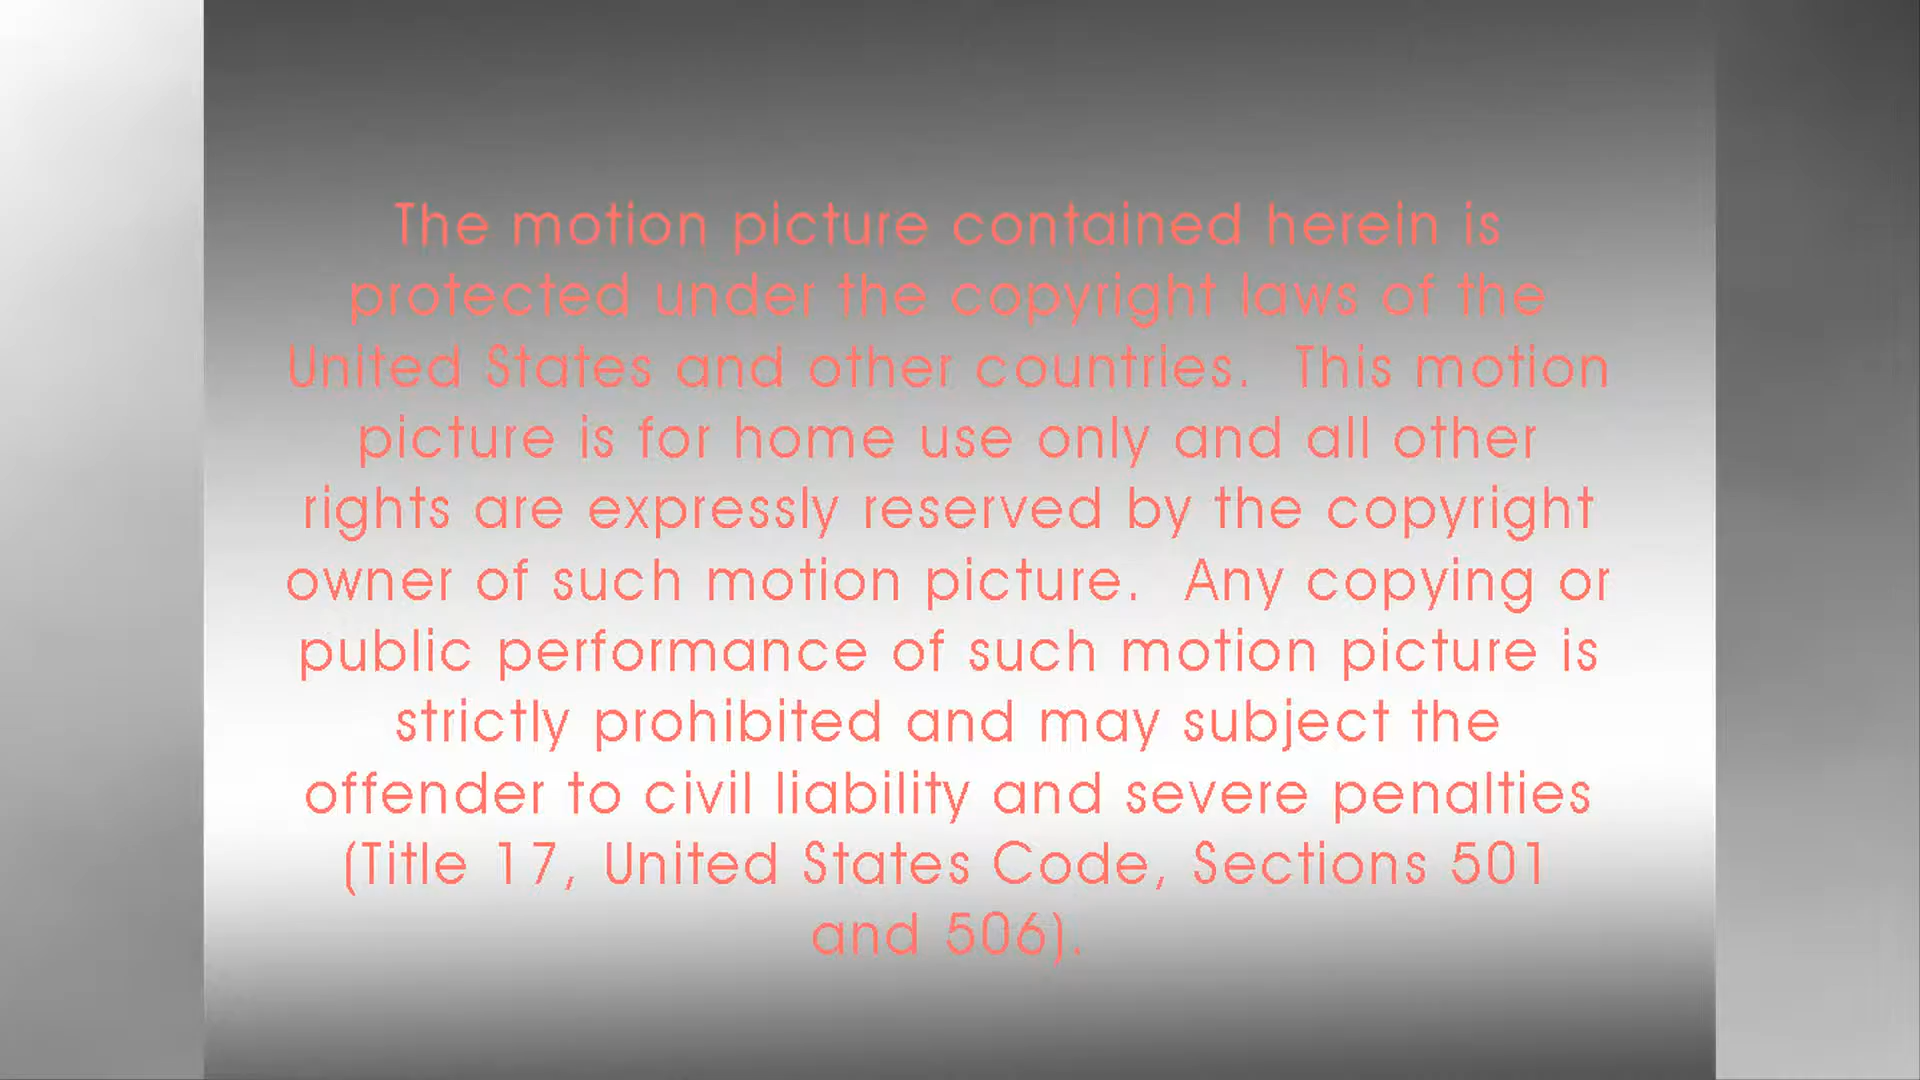 The motion picture contained herein is
protected under the copyright laws of the
United States and other countries.  This motion
picture is for home use only and all other
rights are expressly reserved by the copyright
owner of such motion picture.  Any copying or
public performance of such motion picture is
strictly prohibited and may subject the
offender to civil liability and severe penalties
(Title 17, United States Code, Sections 501
and 506).